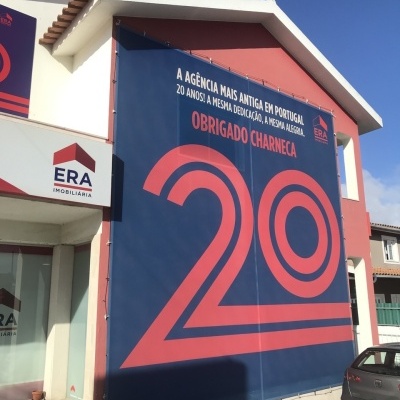 A AGÊNCIA MAIS ANTIGA EM PORTUGAL
20 ANOS! A MESMA DEDICAÇÃO, A MESMA ALEGRIA.
OBRIGADO CHARNECA
ERA
20
ERA
IMOBILIÁRIA
ERA